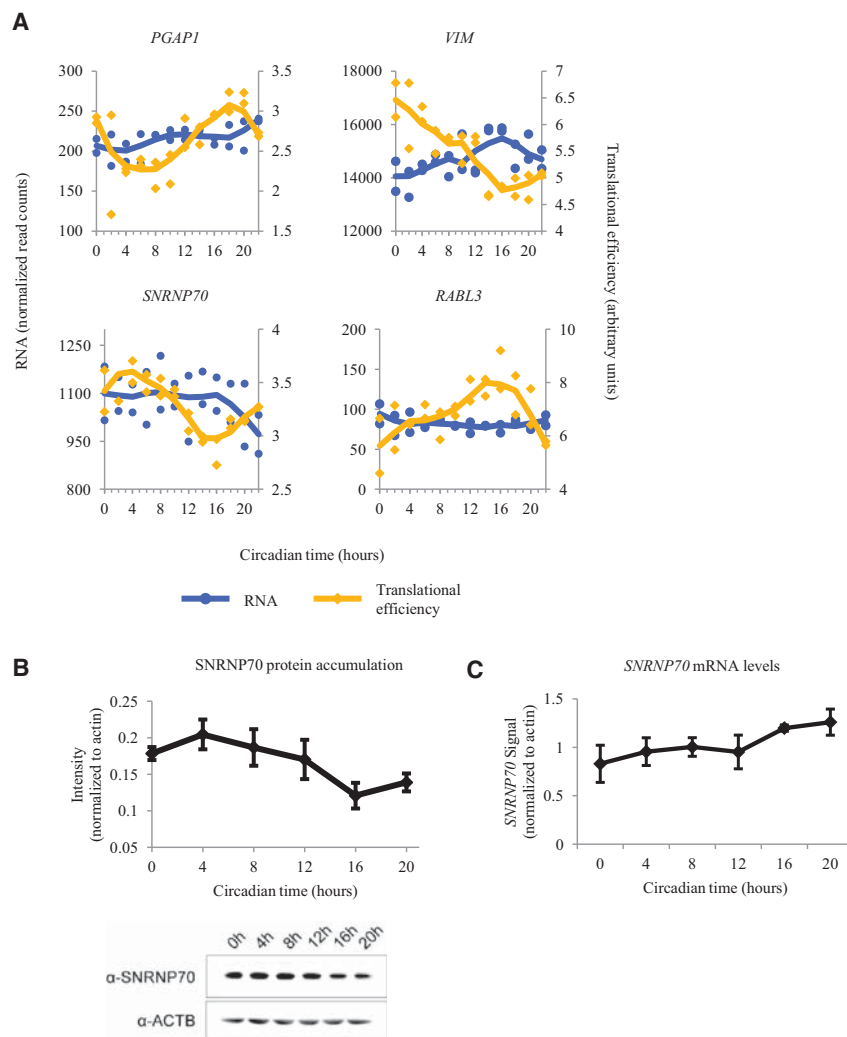 A
PGAP1
VIM
RNA (normalized read counts)
Translational efficiency (arbitrary units)
300
250
200
150
100
3.5
3
2.5
2
1.5
0 4 8 12 16 20
18000
16000
14000
12000
7
6.5
6
5.5
5
4.5
4
0 4 8 12 16 20
SNRNP70
RABL3
1250
1100
950
800
4
3.5
3
2.5
0 4 8 12 16 20
200
150
100
50
0
10
8
6
4
0 4 8 12 16 20
Circadian time (hours)
RNA
Translational
efficiency
B
SNRNP70 protein accumulation
Intensity
(normalized to actin)
0.25
0.2
0.15
0.1
0.05
0 4 8 12 16 20
Circadian time (hours)
0h 4h 8h 12h 16h 20h
α-SNRNP70
α-ACTB
C
SNRNP70 mRNA levels
SNRNP70 Signal
(normalized to actin)
1.5
1
0.5
0
0 4 8 12 16 20
Circadian time (hours)